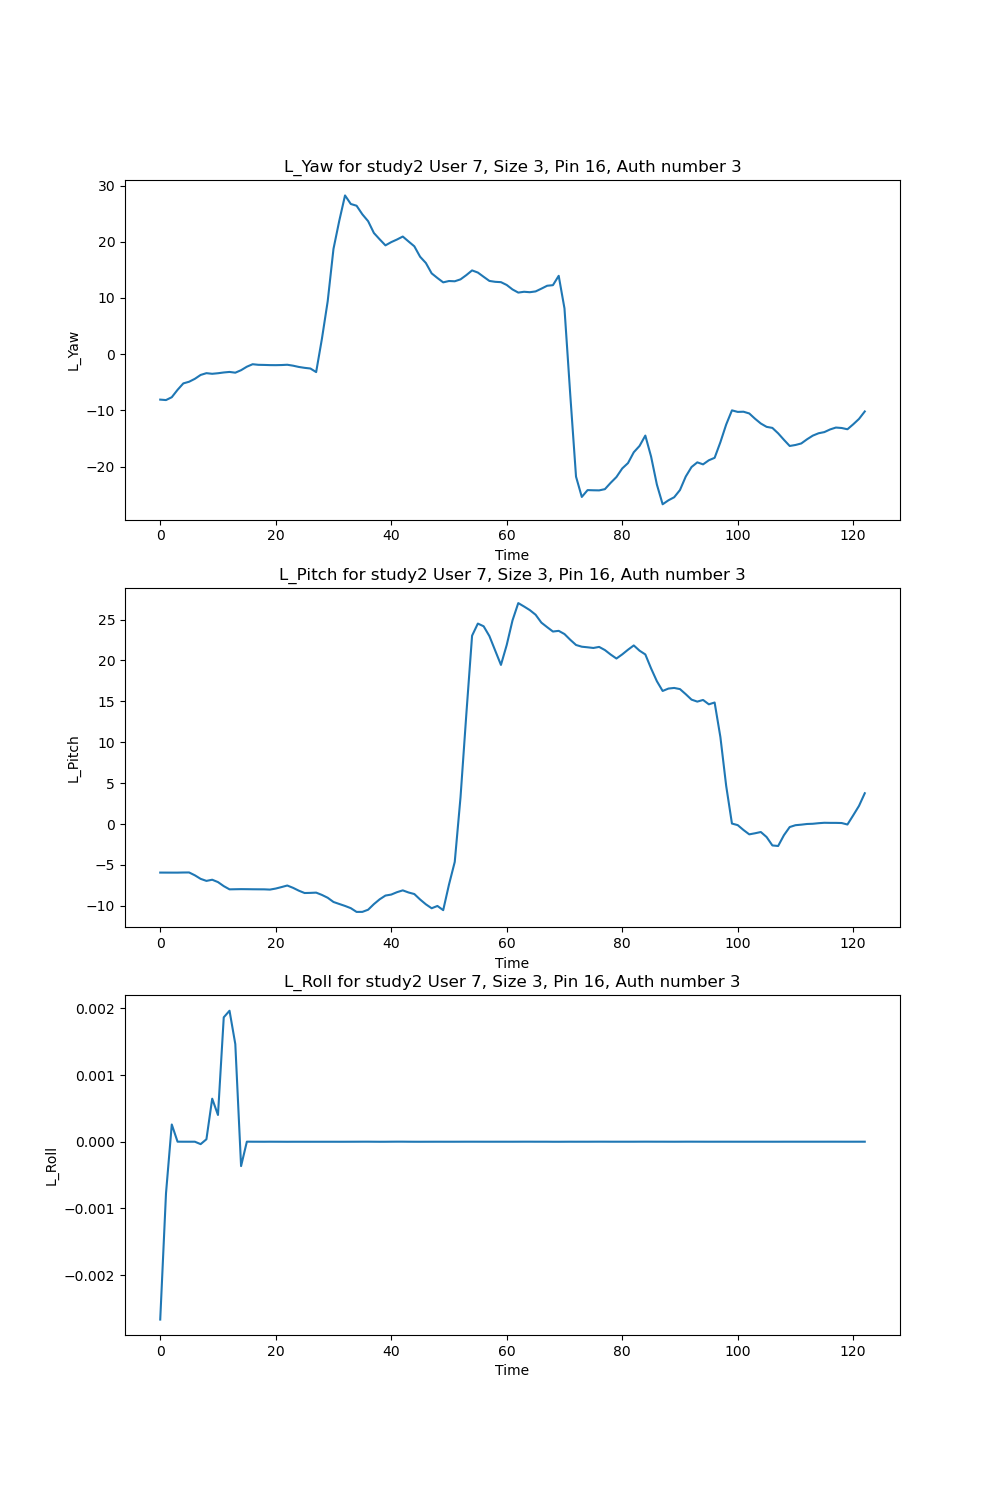 L_Yaw for study2 User 7, Size 3, Pin 16, Auth number 3
30
20
10
0
−10
−20
L_Yaw
0 20 40 60 80 100 120
Time
L_Pitch for study2 User 7, Size 3, Pin 16, Auth number 3
25
20
15
10
5
0
−5
−10
L_Pitch
0 20 40 60 80 100 120
Time
L_Roll for study2 User 7, Size 3, Pin 16, Auth number 3
0.002
0.001
0.000
−0.001
−0.002
L_Roll
0 20 40 60 80 100 120
Time